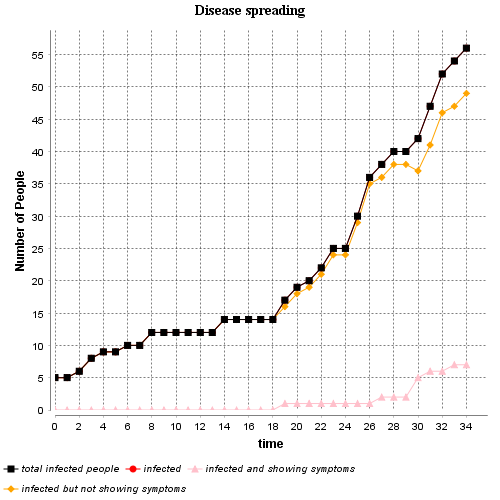 Disease spreading
Number of People
55
50
45
40
35
30
25
20
15
10
5
0
0 2 4 6 8 10 12 14 16 18 20 22 24 26 28 30 32 34
time
total infected people infected infected and showing symptoms
infected but not showing symptoms